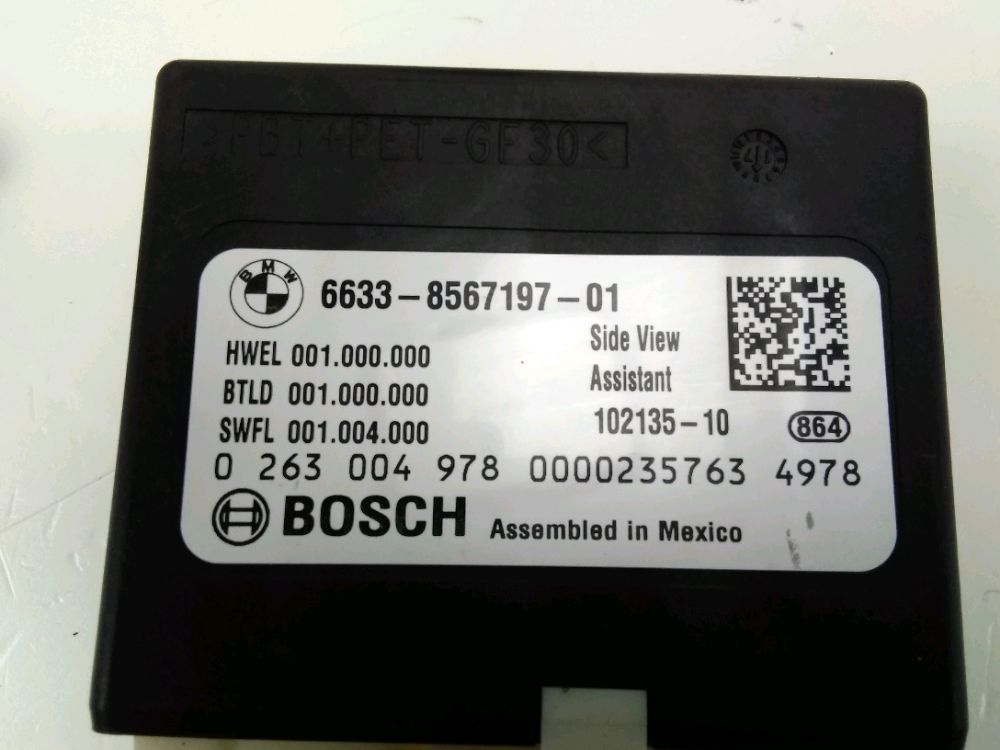 >PBT+PET-GF30<
BMW 6633-8567197-01
HWEL 001.000.000
Side View
BTLD 001.000.000
Assistant
SWFL 001.004.000
102135-10 864
0 263 004 978 0000235763 4978
BOSCH Assembled in Mexico